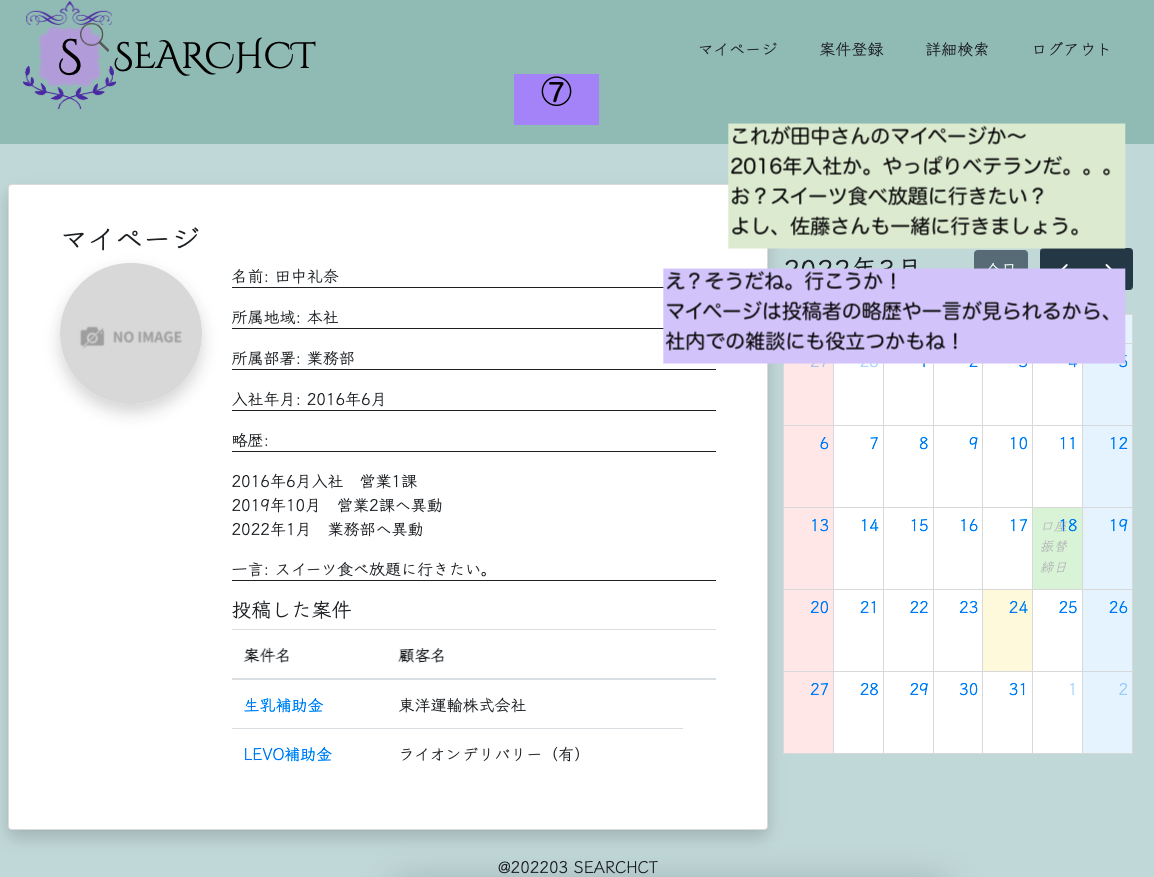 S SEARCHCT
マイページ 案件登録 詳細検索 ログアウト
⑦
これが田中さんのマイページか〜
2016年入社か。やっぱりベテランだ。。。
お？スイーツ食べ放題に行きたい？
よし、佐藤さんも一緒に行きましょう。
え？そうだね。行こうか！
マイページは投稿者の略歴や一言が見られるから、
社内での雑談にも役立つかもね！
マイページ
NO IMAGE
名前: 田中礼奈
所属地域: 本社
所属部署: 業務部
入社年月: 2016年6月
略歴:
2016年6月入社　営業1課
2019年10月　営業2課へ異動
2022年1月　業務部へ異動
一言: スイーツ食べ放題に行きたい。
投稿した案件
案件名 顧客名
生乳補助金 東洋運輸株式会社
LEVO補助金 ライオンデリバリー（有）
2022年3月 今日
27 28 1 2 3 4 5
6 7 8 9 10 11 12
13 14 15 16 17 18 19
口座
振替
締日
20 21 22 23 24 25 26
27 28 29 30 31 1 2
@202203 SEARCHCT